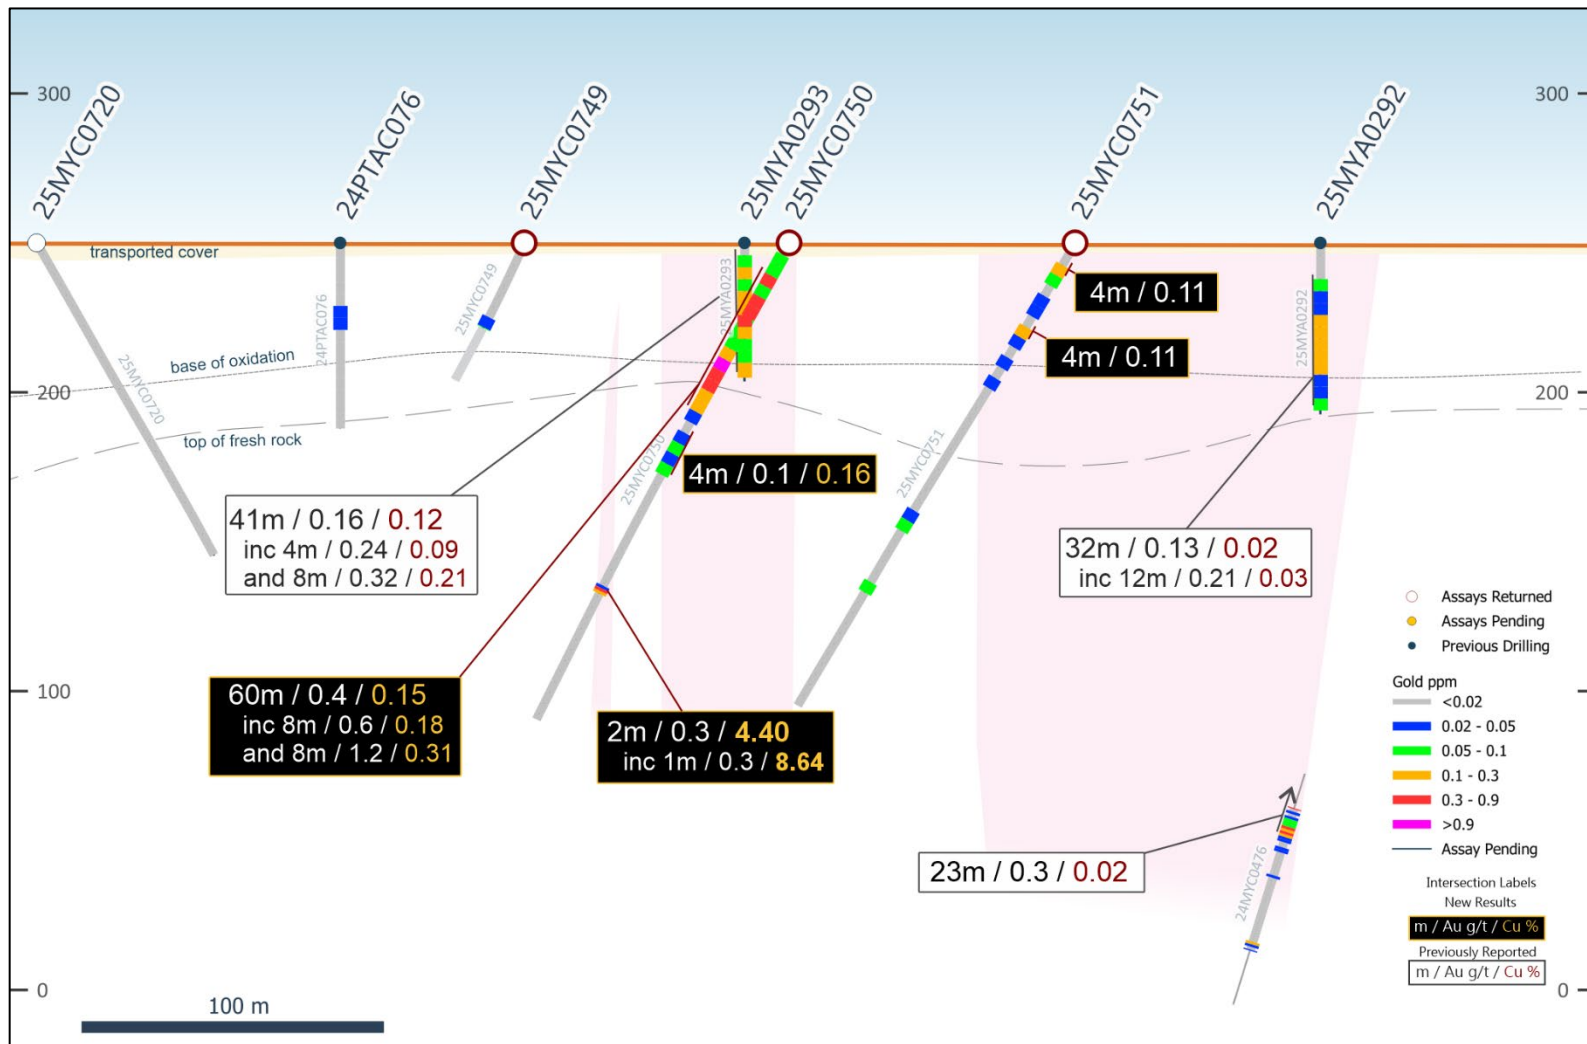 25MYC0720
24PTAC076
25MYC0749
25MYA0293
25MYC0750
25MYC0751
25MYA0292
300
300
transported cover
25MYC0749
25MYA0293
24PTAC076
25MYA0292
4m / 0.11
4m / 0.11
base of oxidation
25MYC0720
200
200
top of fresh rock
25MYC0750
25MYC0751
4m / 0.1 / 0.16
41m / 0.16 / 0.12
inc 4m / 0.24 / 0.09
and 8m / 0.32 / 0.21
32m / 0.13 / 0.02
inc 12m / 0.21 / 0.03
100
60m / 0.4 / 0.15
inc 8m / 0.6 / 0.18
and 8m / 1.2 / 0.31
2m / 0.3 / 4.40
inc 1m / 0.3 / 8.64
23m / 0.3 / 0.02
24MYC0476
Assays Returned
Assays Pending
Previous Drilling
Gold ppm
<0.02
0.02 - 0.05
0.05 - 0.1
0.1 - 0.3
0.3 - 0.9
>0.9
Assay Pending
Intersection Labels
New Results
m / Au g/t / Cu %
Previously Reported
m / Au g/t / Cu %
0
0
100 m